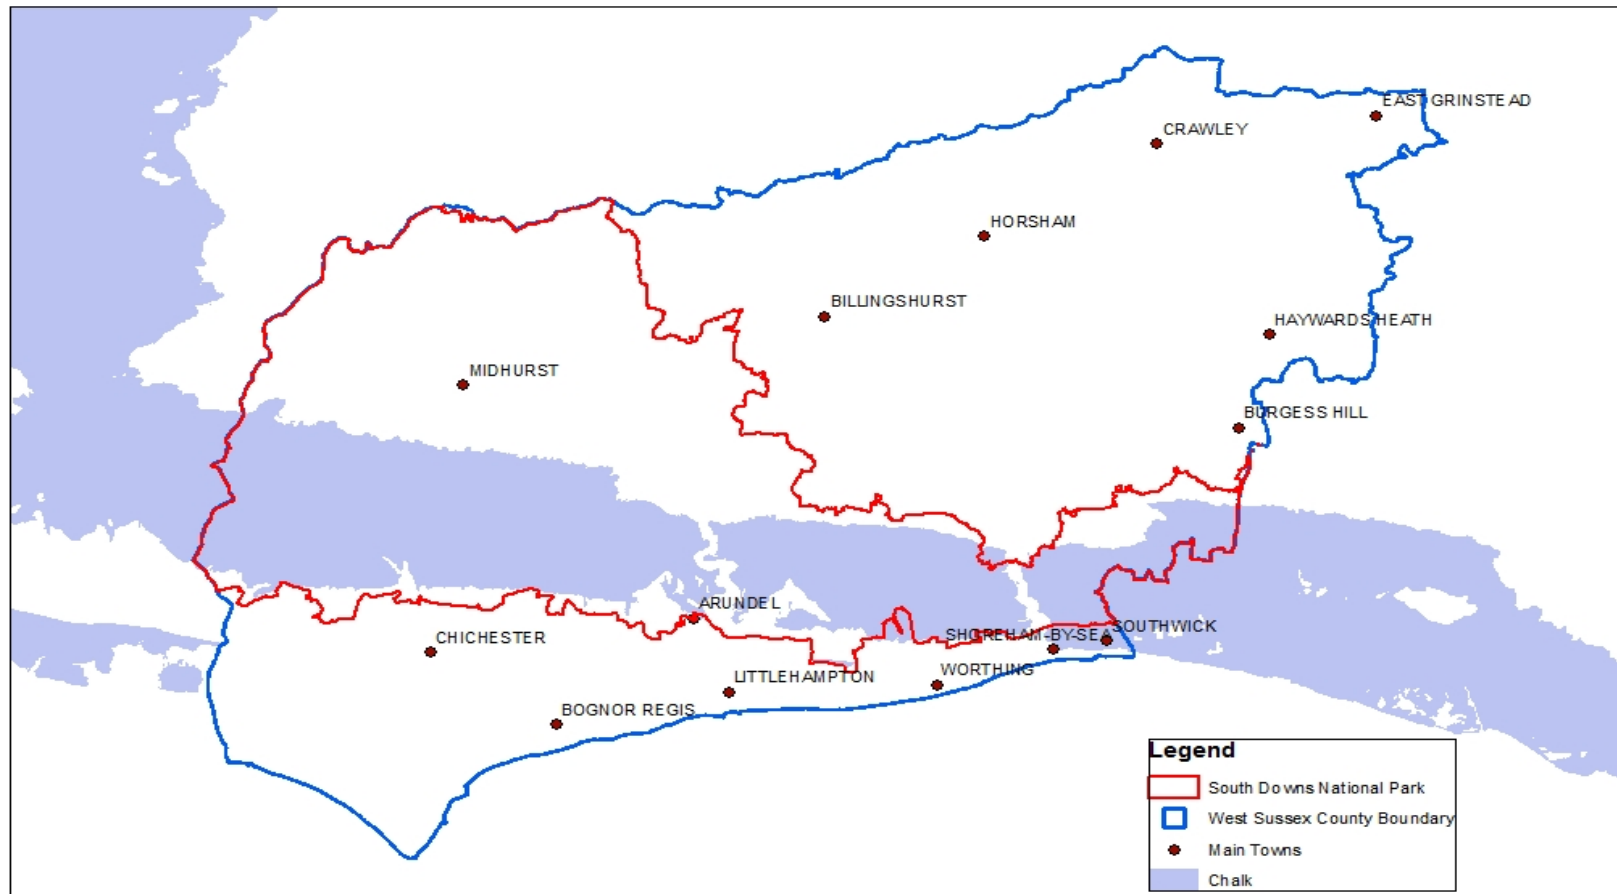 EAST GRINSTEAD
CRAWLEY
HORSHAM
BILLINGSHURST
HAYWARDS HEATH
MIDHURST
BURGESS HILL
ARUNDEL
SOUTHWICK
CHICHESTER
SHOREHAM-BY-SEA
LITTLEHAMPTON
WORTHING
BOGNOR REGIS
Legend
South Downs National Park
West Sussex County Boundary
Main Towns
Chalk